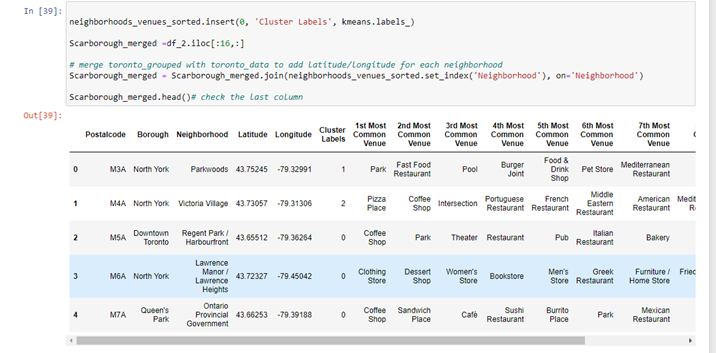 In [39]:
neighborhoods_venues_sorted.insert(0, 'Cluster Labels', kmeans.labels_)
Scarborough_merged =df_2.iloc[:16,:]
# merge toronto_grouped with toronto_data to add latitude/longitude for each neighborhood
Scarborough_merged = Scarborough_merged.join(neighborhoods_venues_sorted.set_index('Neighborhood'), on='Neighborhood')
Scarborough_merged.head()# check the last column
Out[39]:
Postalcode Borough Neighborhood Latitude Longitude Cluster Labels 1st Most Common Venue 2nd Most Common Venue 3rd Most Common Venue 4th Most Common Venue 5th Most Common Venue 6th Most Common Venue 7th Most Common Venue
0 M3A North York Parkwoods 43.75245 -79.32991 1 Park Fast Food Restaurant Pool Burger Joint Food & Drink Shop Pet Store Mediterranean Restaurant
1 M4A North York Victoria Village 43.73057 -79.31306 2 Pizza Place Coffee Shop Intersection Portuguese Restaurant French Restaurant Middle Eastern Restaurant American Restaurant
2 M5A Downtown Toronto Regent Park / Harbourfront 43.65512 -79.36264 0 Coffee Shop Park Theater Restaurant Pub Italian Restaurant Bakery
3 M6A North York Lawrence Manor / Lawrence Heights 43.72327 -79.45042 0 Clothing Store Dessert Shop Women's Store Bookstore Men's Store Greek Restaurant Furniture / Home Store
4 M7A Queen's Park Ontario Provincial Government 43.66253 -79.39188 0 Coffee Shop Sandwich Place Café Sushi Restaurant Burrito Place Park Mexican Restaurant